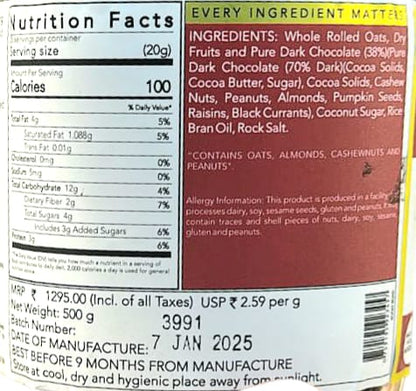 Nutrition Facts
servings per container
Serving size (20g)
Amount Per Serving
Calories 100
% Daily Value*
Total Fat 4g 5%
Saturated Fat 1.088g 5%
Trans Fat 0.01g
Cholesterol 0mg 0%
Sodium 5mg 0%
Total Carbohydrate 12g 4%
Dietary Fiber 2g 7%
Total Sugars 4g
Includes 3g Added Sugars 6%
Protein 3g 6%
EVERY INGREDIENT MATTERS
INGREDIENTS: Whole Rolled Oats, Dry
Fruits and Pure Dark Chocolate (38%)(Pure
Dark Chocolate (70% Dark)(Cocoa Solids,
Cocoa Butter, Sugar), Cocoa Solids, Cashew
Nuts, Peanuts, Almonds, Pumpkin Seeds,
Raisins, Black Currants), Coconut Sugar, Rice
Bran Oil, Rock Salt.
"CONTAINS OATS, ALMONDS, CASHEWNUTS AND
PEANUTS".
Allergy Information: This product is produced in a facility
processes dairy, soy, sesame seeds, gluten and peanuts.
contain traces and shell pieces of nuts, dairy, soy, sesame,
gluten and peanuts.
MRP ₹ 1295.00 (Incl. of all Taxes) USP ₹ 2.59 per g
Net Weight: 500 g
Batch Number: 3991
DATE OF MANUFACTURE: 7 JAN 2025
BEST BEFORE 9 MONTHS FROM MANUFACTURE
Store at cool, dry and hygienic place away from sunlight.